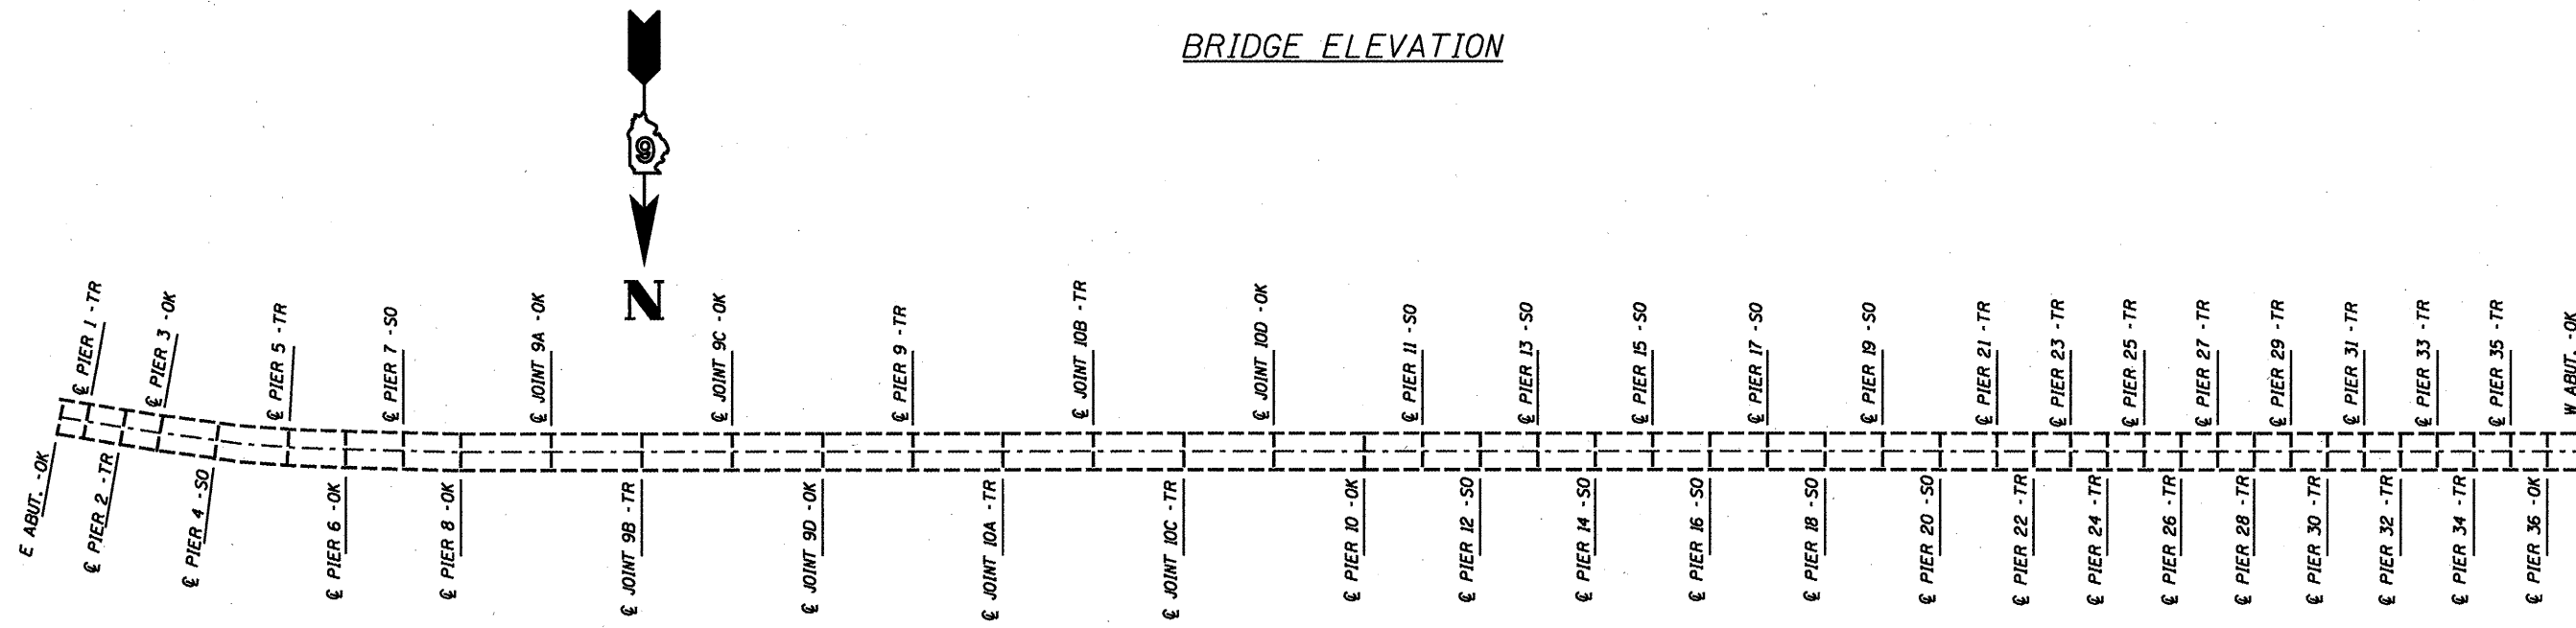 BRIDGE ELEVATION
9
N
℄ PIER 1 - TR
℄ PIER 3 - OK
℄ PIER 5 - TR
℄ PIER 7 - SO
℄ JOINT 9A - OK
℄ JOINT 9C - OK
℄ PIER 9 - TR
℄ JOINT 10B - TR
℄ JOINT 10D - OK
℄ PIER 11 - SO
℄ PIER 13 - SO
℄ PIER 15 - SO
℄ PIER 17 - SO
℄ PIER 19 - SO
℄ PIER 21 - TR
℄ PIER 23 - TR
℄ PIER 25 - TR
℄ PIER 27 - TR
℄ PIER 29 - TR
℄ PIER 31 - TR
℄ PIER 33 - TR
℄ PIER 35 - TR
W ABUT. - OK
E ABUT. - OK
℄ PIER 2 - TR
℄ PIER 4 - SO
℄ PIER 6 - OK
℄ PIER 8 - OK
℄ JOINT 9B - TR
℄ JOINT 9D - OK
℄ JOINT 10A - TR
℄ JOINT 10C - TR
℄ PIER 10 - OK
℄ PIER 12 - SO
℄ PIER 14 - SO
℄ PIER 16 - SO
℄ PIER 18 - SO
℄ PIER 20 - SO
℄ PIER 22 - TR
℄ PIER 24 - TR
℄ PIER 26 - TR
℄ PIER 28 - TR
℄ PIER 30 - TR
℄ PIER 32 - TR
℄ PIER 34 - TR
℄ PIER 36 - OK